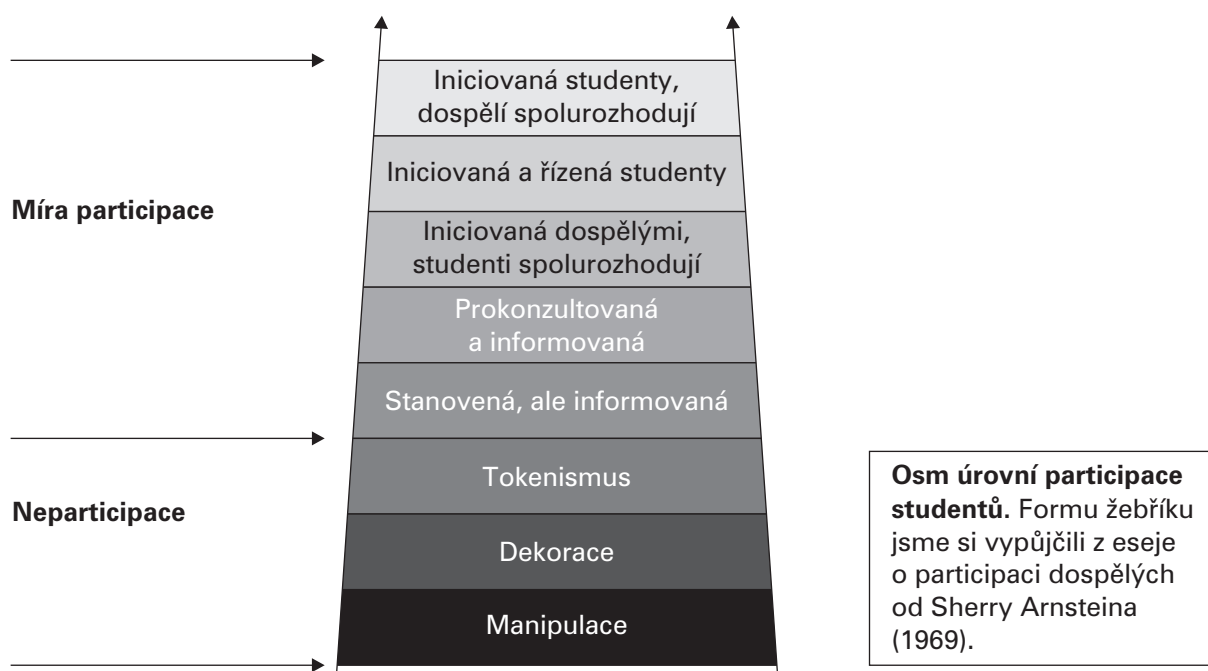 Iniciovaná studenty,
dospělí spolurozhodují
Iniciovaná a řízená studenty
Míra participace
Iniciovaná dospělými,
studenti spolurozhodují
Prokonzultovaná
a informovaná
Stanovená, ale informovaná
Tokenismus
Neparticipace
Dekorace
Manipulace
Osm úrovní participace
studentů. Formu žebříku
jsme si vypůjčili z eseje
o participaci dospělých
od Sherry Arnsteina
(1969).